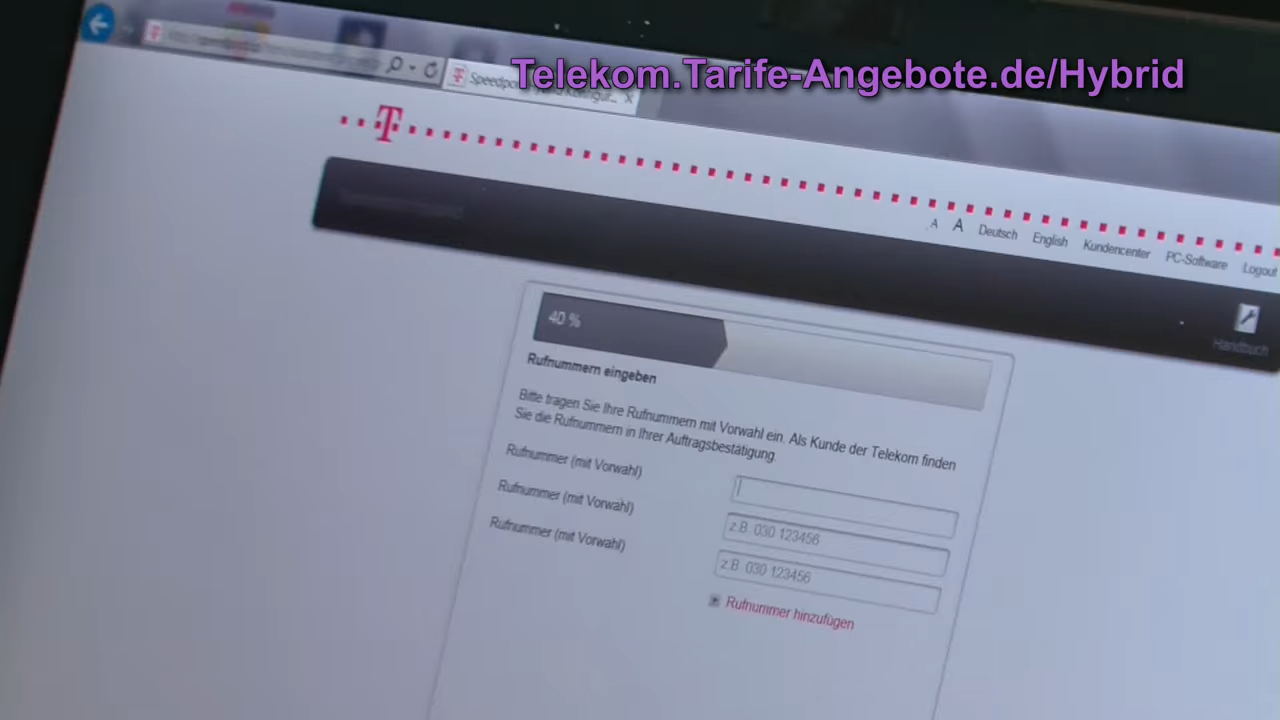 Telekom.Tarife-Angebote.de/Hybrid
T
A A Deutsch English Kundencenter PC-Software Logout
Handbuch
40 %
Rufnummern eingeben
Bitte tragen Sie Ihre Rufnummern mit Vorwahl ein. Als Kunde der Telekom finden
Sie die Rufnummern in Ihrer Auftragsbestätigung
Rufnummer (mit Vorwahl)
Rufnummer (mit Vorwahl)
z.B. 030 123456
Rufnummer (mit Vorwahl)
z.B. 030 123456
Rufnummer hinzufügen